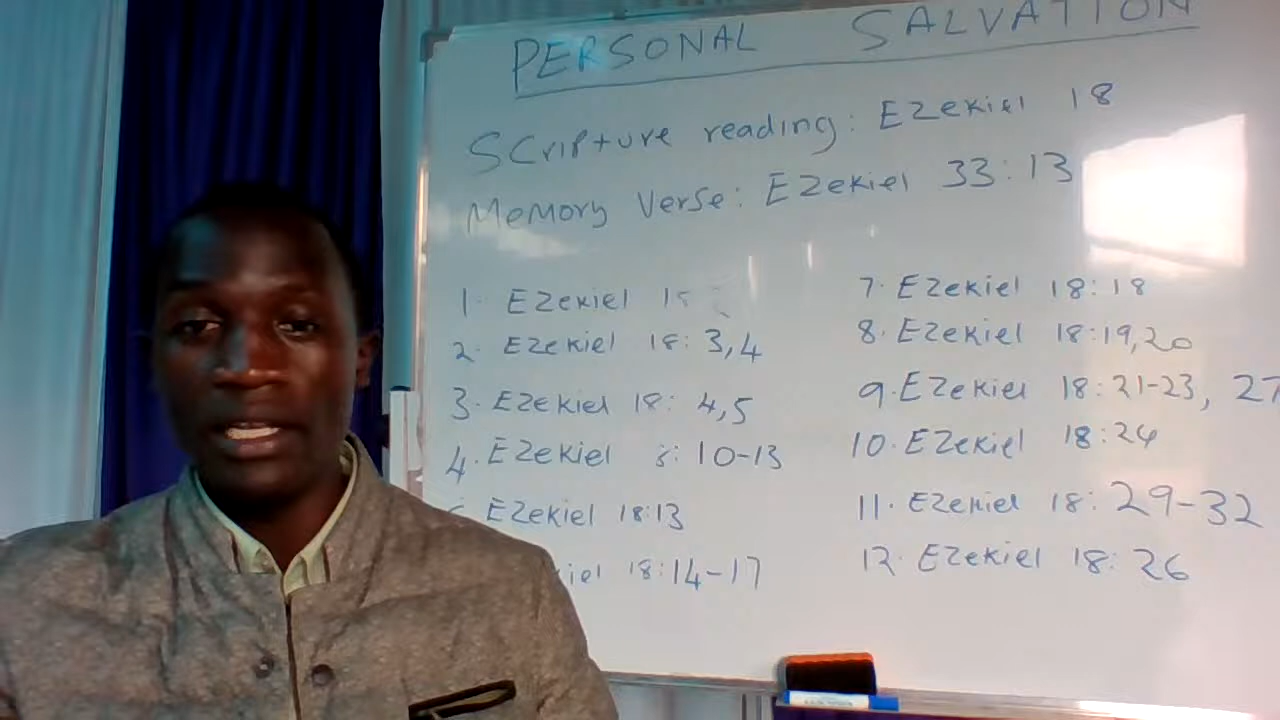 PERSONAL SALVATION
Scripture reading: Ezekiel 18
Memory Verse: Ezekiel 33:13
1. Ezekiel
2. Ezekiel 18: 3,4
3. Ezekiel 18: 4,5
4. Ezekiel 8: 10-13
Ezekiel 18:13
iel 18:14-17
7. Ezekiel 18:18
8. Ezekiel 18:19,20
9. Ezekiel 18:21-23, 27
10. Ezekiel 18:24
11. Ezekiel 18: 29-32
12. Ezekiel 18: 26